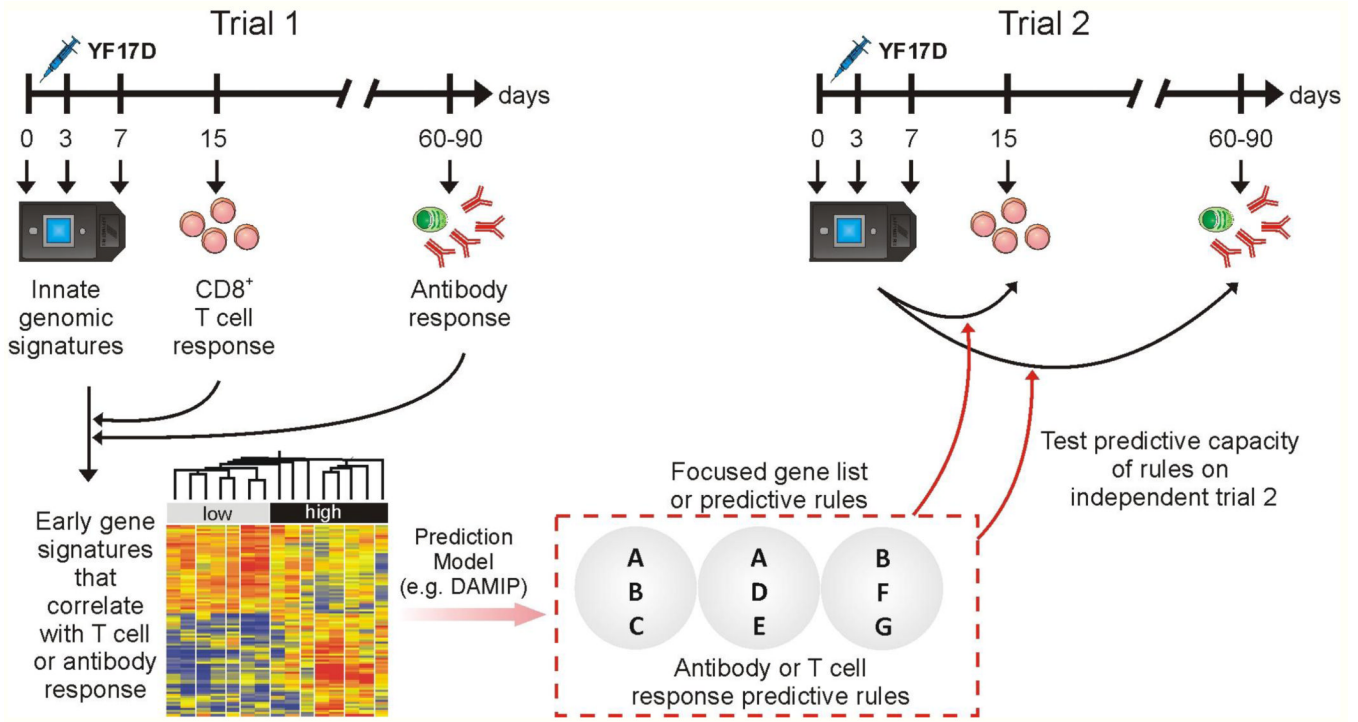 Trial 1
YF17D
days
0 3 7 15 60-90
Innate
genomic
signatures
CD8⁺
T cell
response
Antibody
response
Early gene
signatures
that
correlate
with T cell
or antibody
response
low
high
Prediction
Model
(e.g. DAMIP)
Focused gene list
or predictive rules
A
B
C
A
D
E
B
F
G
Antibody or T cell
response predictive rules
Trial 2
YF17D
days
0 3 7 15 60-90
Test predictive capacity
of rules on
independent trial 2